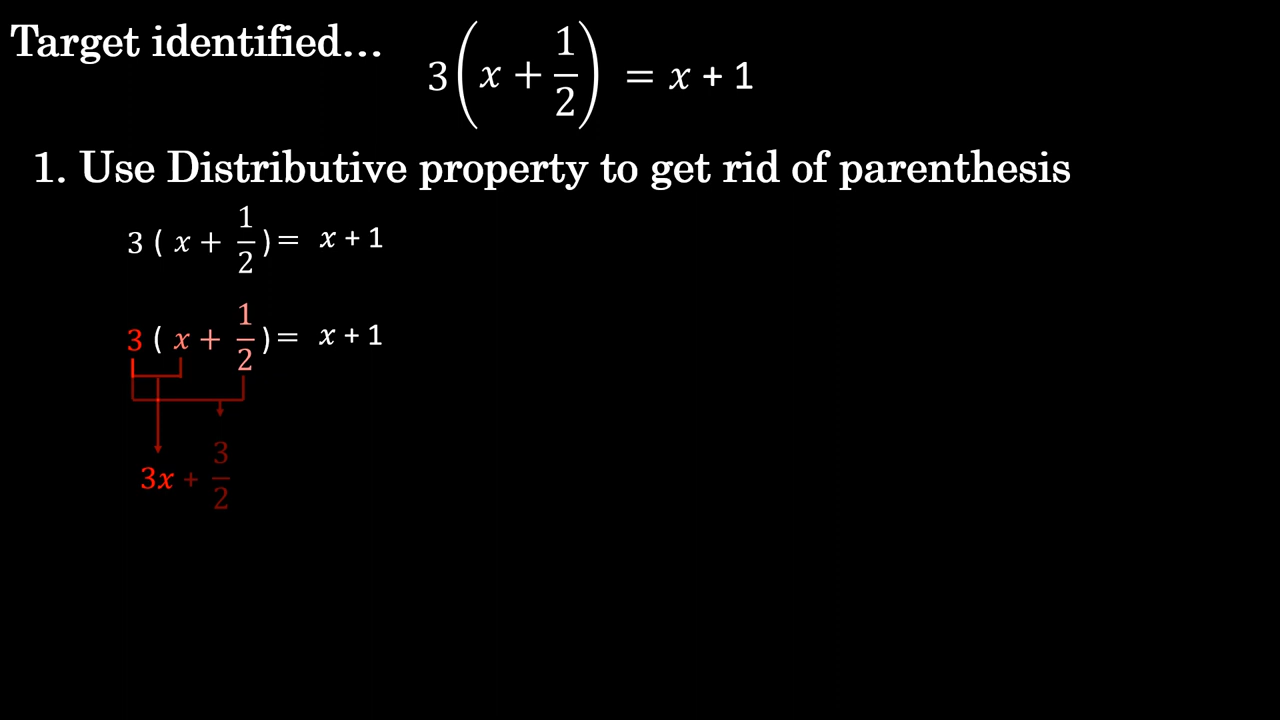 Target identified... 3(x + 1/2) = x + 1
1. Use Distributive property to get rid of parenthesis
3 ( x + 1/2 ) = x + 1
3 ( x + 1/2 ) = x + 1
3x + 3/2